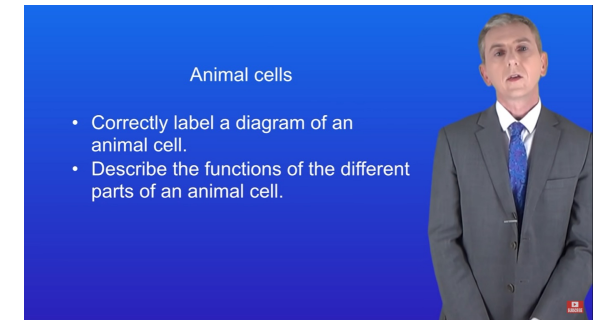 Animal cells
• Correctly label a diagram of an
animal cell.
• Describe the functions of the different
parts of an animal cell.